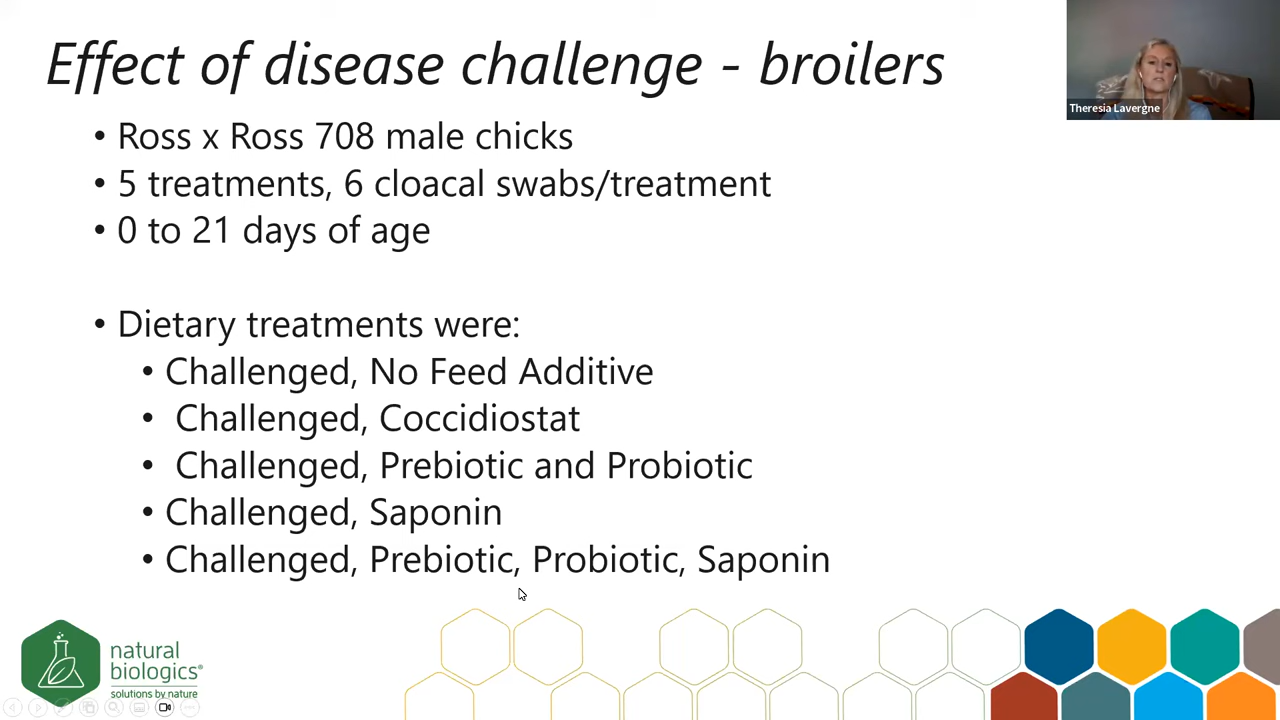 Effect of disease challenge - broilers
Theresia Lavergne
• Ross x Ross 708 male chicks
• 5 treatments, 6 cloacal swabs/treatment
• 0 to 21 days of age
• Dietary treatments were:
• Challenged, No Feed Additive
• Challenged, Coccidiostat
• Challenged, Prebiotic and Probiotic
• Challenged, Saponin
• Challenged, Prebiotic, Probiotic, Saponin
natural
biologics®
solutions by nature